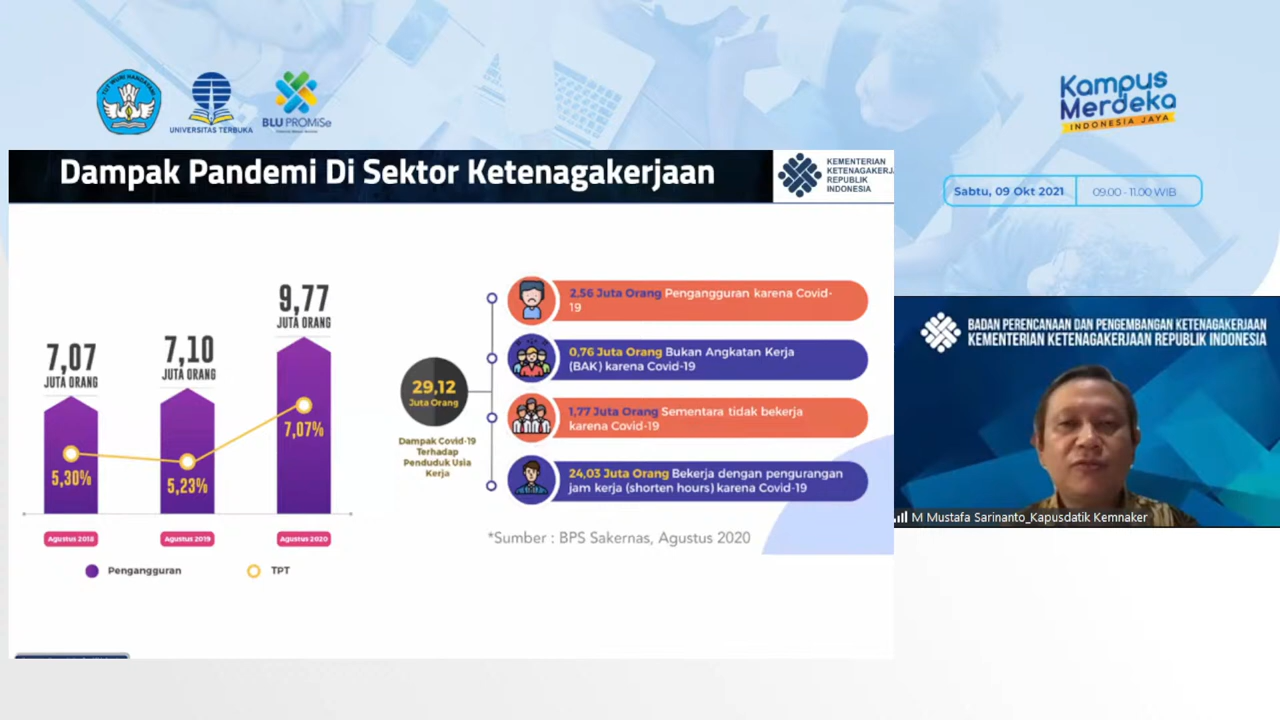 TUT WURI HANDAYANI
UNIVERSITAS TERBUKA
BLU PROMiSe
Kampus
Merdeka
INDONESIA JAYA
Sabtu, 09 Okt 2021
09.00 - 11.00 WIB
Dampak Pandemi Di Sektor Ketenagakerjaan
KEMENTERIAN
KETENAGAKERJA
REPUBLIK
INDONESIA
7,07
JUTA ORANG
7,10
JUTA ORANG
9,77
JUTA ORANG
5,30%
5,23%
7,07%
Agustus 2018
Agustus 2019
Agustus 2020
Pengangguran
TPT
29,12
Juta Orang
Dampak Covid-19
Terhadap
Penduduk Usia
Kerja
2,56 Juta Orang Pengangguran karena Covid-
19
0,76 Juta Orang Bukan Angkatan Kerja
(BAK) karena Covid-19
1,77 Juta Orang Sementara tidak bekerja
karena Covid-19
24,03 Juta Orang Bekerja dengan pengurangan
jam kerja (shorten hours) karena Covid-19
*Sumber : BPS Sakernas, Agustus 2020
BADAN PERENCANAAN DAN PENGEMBANGAN KETENAGAKERJAAN
KEMENTERIAN KETENAGAKERJAAN REPUBLIK INDONESIA
M Mustafa Sarinanto_Kapusdatik Kemnaker